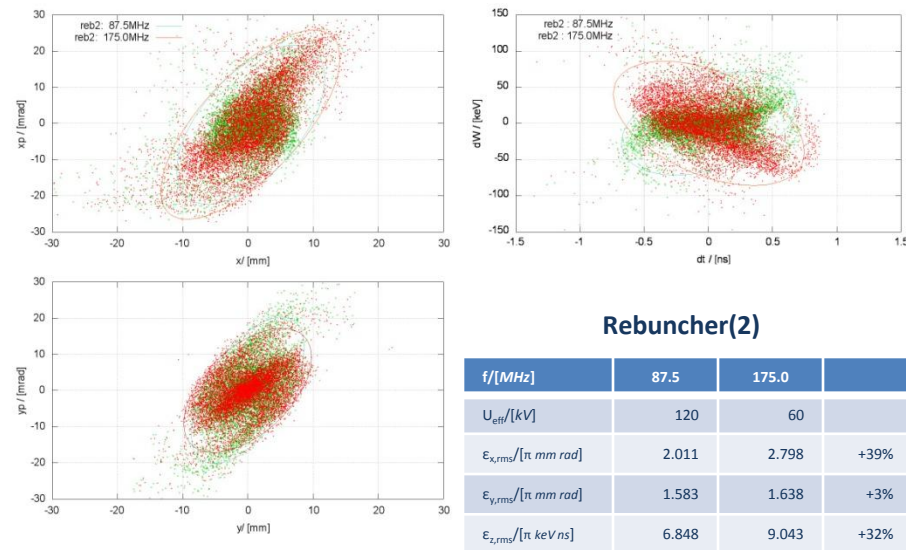 reb2: 87.5MHz
reb2: 175.0MHz
30
20
10
0
-10
-20
30
xp / [mrad]
-30 -20 -10 0 10 20 30
x/ [mm]
reb2 : 87.5MHz
reb2 : 175.0MHz
150
100
50
0
-50
-100
-150
dW / [keV]
-1.5 -1 -0.5 0 0.5 1 1.5
dt / [ns]
30
20
10
0
-10
-20
-30
yp / [mrad]
-30 -20 -10 0 10 20 30
y/ [mm]
Rebuncher(2)
f/[MHz] 87.5 175.0
Ueff/[kV] 120 60
εx,rms/[π mm rad] 2.011 2.798 +39%
εy,rms/[π mm rad] 1.583 1.638 +3%
εz,rms/[π keV ns] 6.848 9.043 +32%